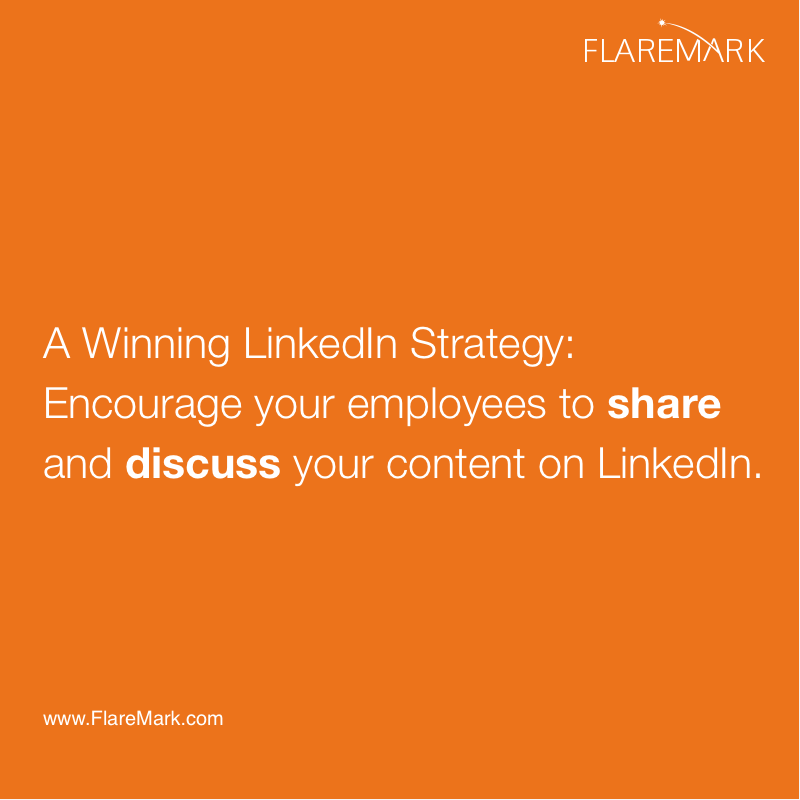 FLAREMARK
A Winning LinkedIn Strategy:
Encourage your employees to share
and discuss your content on LinkedIn.
www.FlareMark.com